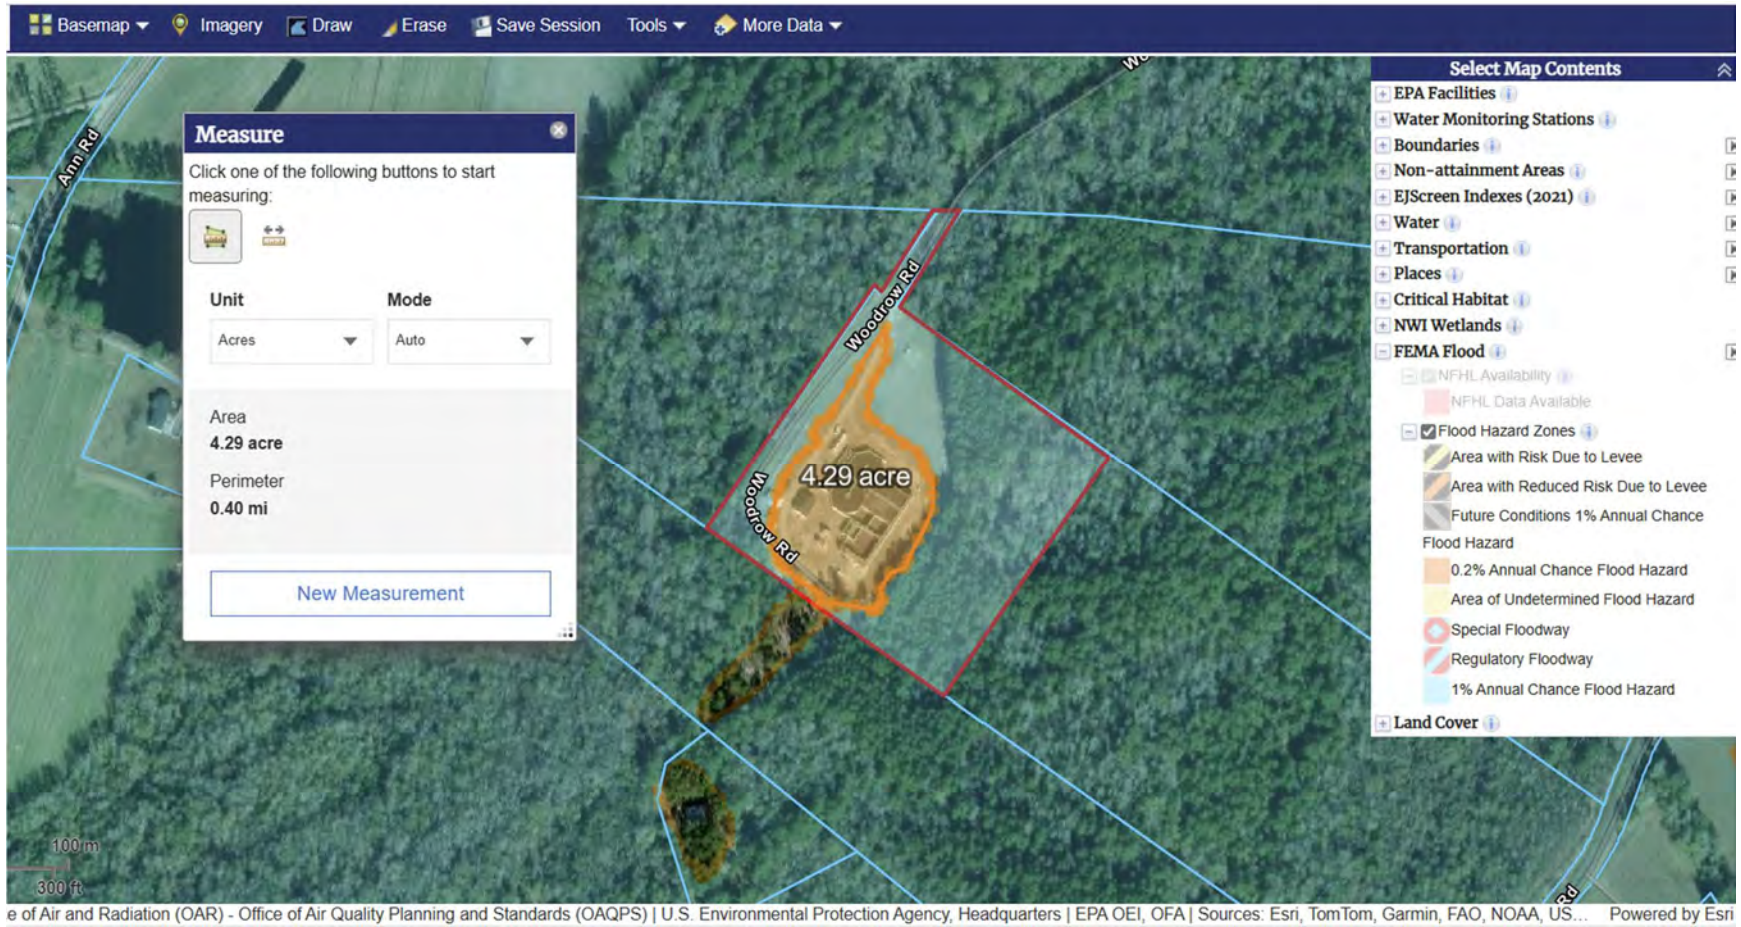 Basemap Imagery Draw Erase Save Session Tools More Data
Ann Rd
Measure
Click one of the following buttons to start
measuring:
Unit Mode
Acres Auto
Area
4.29 acre
Perimeter
0.40 mi
New Measurement
Wo
Woodrow Rd
4.29 acre
Woodrow Rd
Select Map Contents
EPA Facilities
Water Monitoring Stations
Boundaries
Non-attainment Areas
EJScreen Indexes (2021)
Water
Transportation
Places
Critical Habitat
NWI Wetlands
FEMA Flood
NFHL Availability
NFHL Data Available
Flood Hazard Zones
Area with Risk Due to Levee
Area with Reduced Risk Due to Levee
Future Conditions 1% Annual Chance
Flood Hazard
0.2% Annual Chance Flood Hazard
Area of Undetermined Flood Hazard
Special Floodway
Regulatory Floodway
1% Annual Chance Flood Hazard
Land Cover
100 m
300 ft
Rd
e of Air and Radiation (OAR) - Office of Air Quality Planning and Standards (OAQPS) | U.S. Environmental Protection Agency, Headquarters | EPA OEI, OFA | Sources: Esri, TomTom, Garmin, FAO, NOAA, US... Powered by Esri